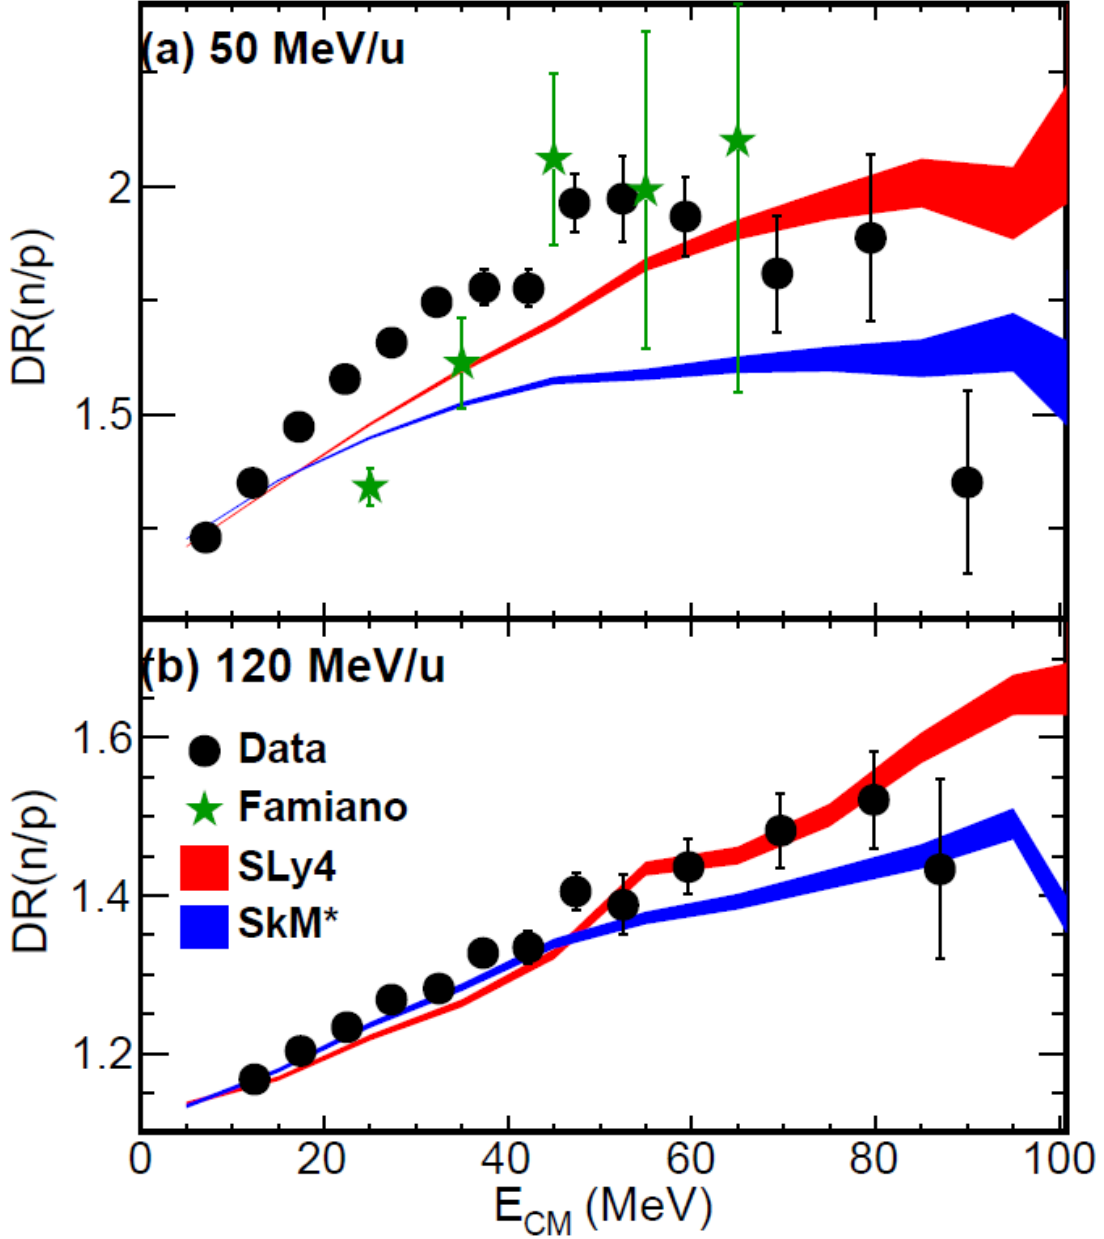 (a) 50 MeV/u
2
1.5
DR(n/p)
(b) 120 MeV/u
Data
Famiano
SLy4
SkM*
1.6
1.4
1.2
DR(n/p)
0 20 40 60 80 100
E_CM (MeV)